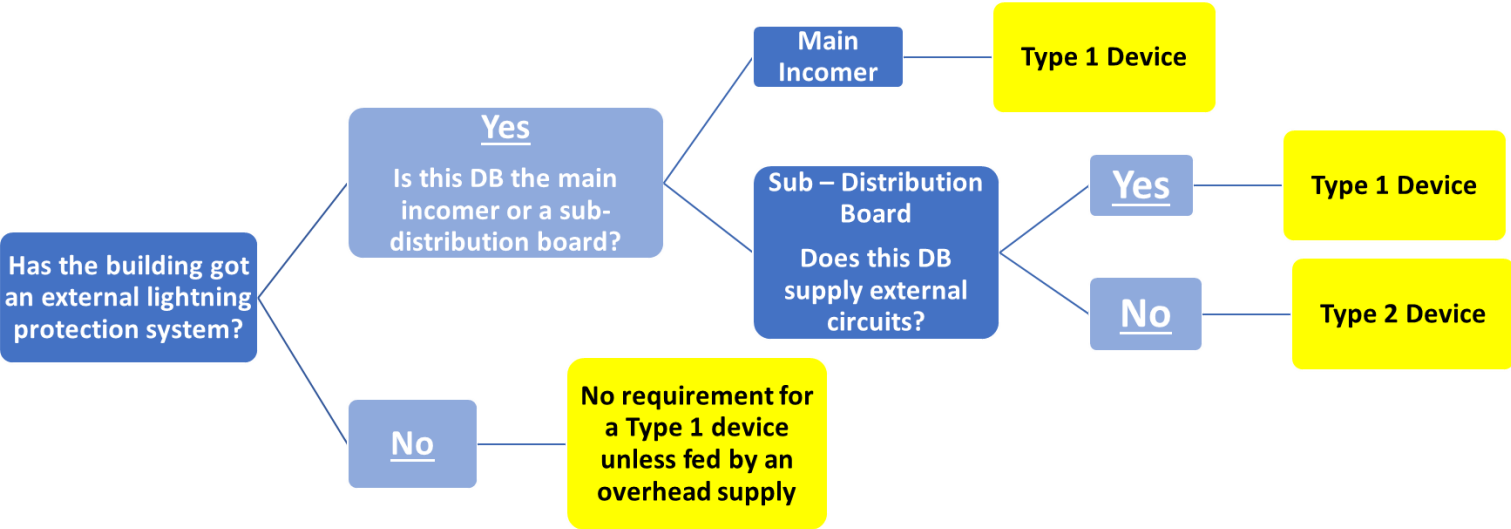 Has the building got
an external lightning
protection system?
Yes
Is this DB the main
incomer or a sub-
distribution board?
Main
Incomer
Type 1 Device
Sub – Distribution
Board
Does this DB
supply external
circuits?
Yes
Type 1 Device
No
Type 2 Device
No
No requirement for
a Type 1 device
unless fed by an
overhead supply